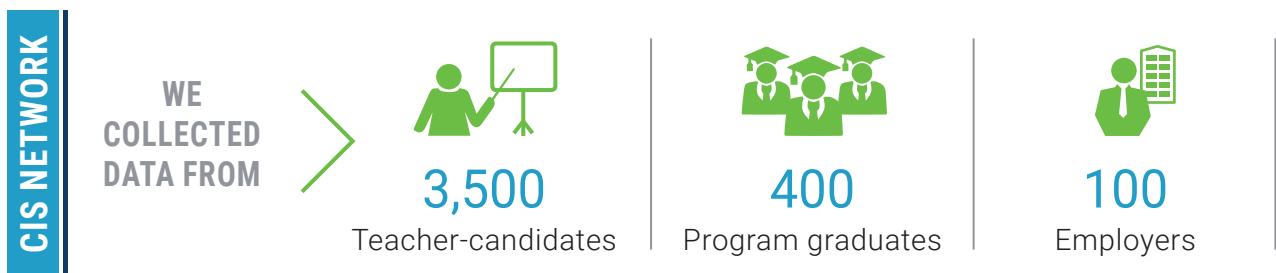 CIS NETWORK
WE
COLLECTED
DATA FROM
3,500
Teacher-candidates
400
Program graduates
100
Employers